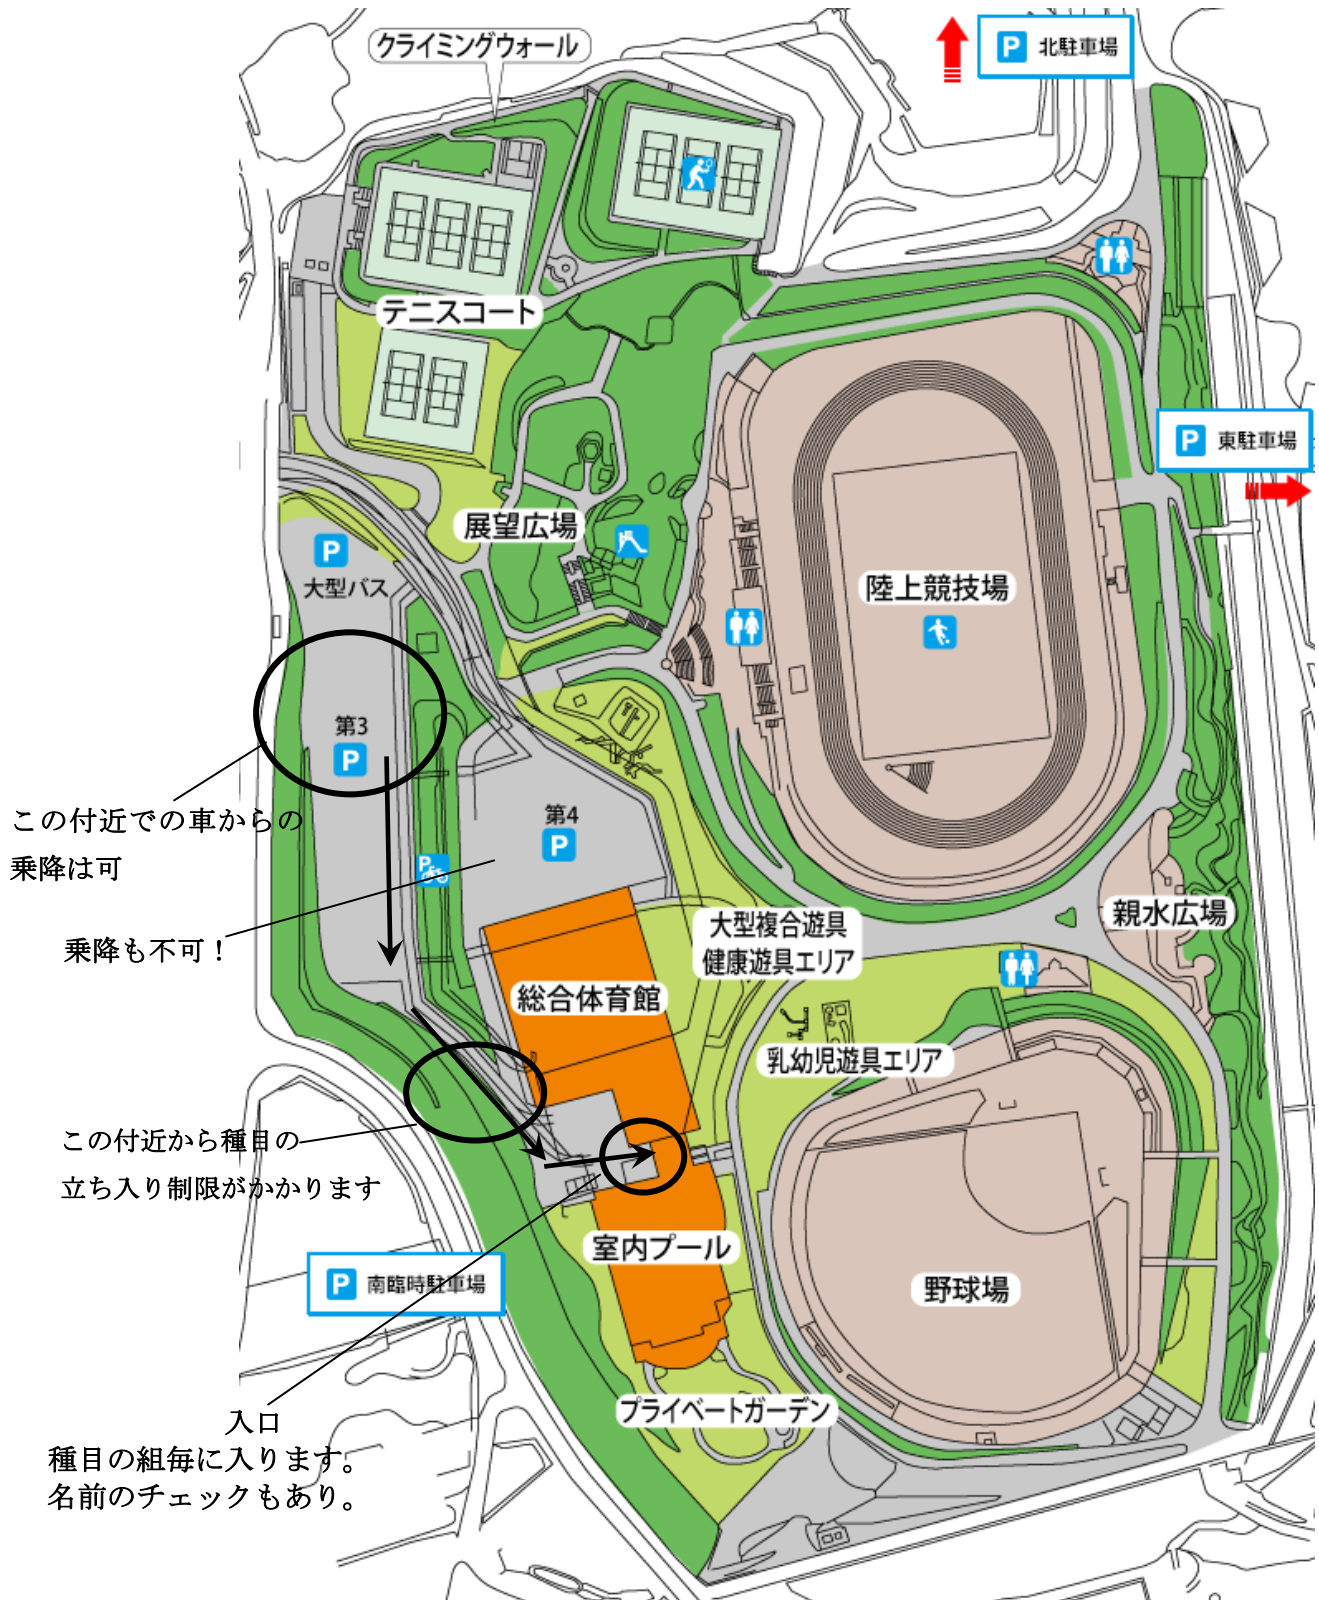 クライミングウォール
P 北駐車場
テニスコート
P 東駐車場
展望広場
P
大型バス
陸上競技場
第3
P
この付近での車からの
乗降は可
第4
P
P
乗降も不可！
大型複合遊具
健康遊具エリア
親水広場
総合体育館
乳幼児遊具エリア
この付近から種目の
立ち入り制限がかかります
室内プール
P 南臨時駐車場
野球場
プライベートガーデン
入口
種目の組毎に入ります。
名前のチェックもあり。